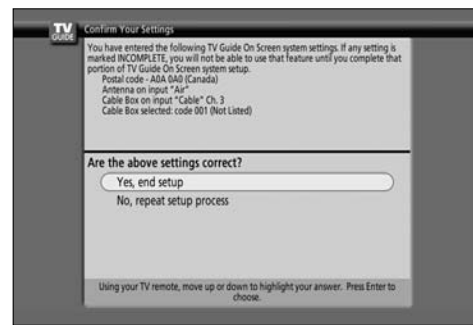 TV
GUIDE
Confirm Your Settings
You have entered the following TV Guide On Screen system settings. If any setting is
marked INCOMPLETE, you will not be able to use that feature until you complete that
portion of TV Guide On Screen system setup.
Postal code - A0A 0A0 (Canada)
Antenna on input "Air"
Cable Box on input "Cable" Ch. 3
Cable Box selected: code 001 (Not Listed)
Are the above settings correct?
Yes, end setup
No, repeat setup process
Using your TV remote, move up or down to highlight your answer. Press Enter to
choose.